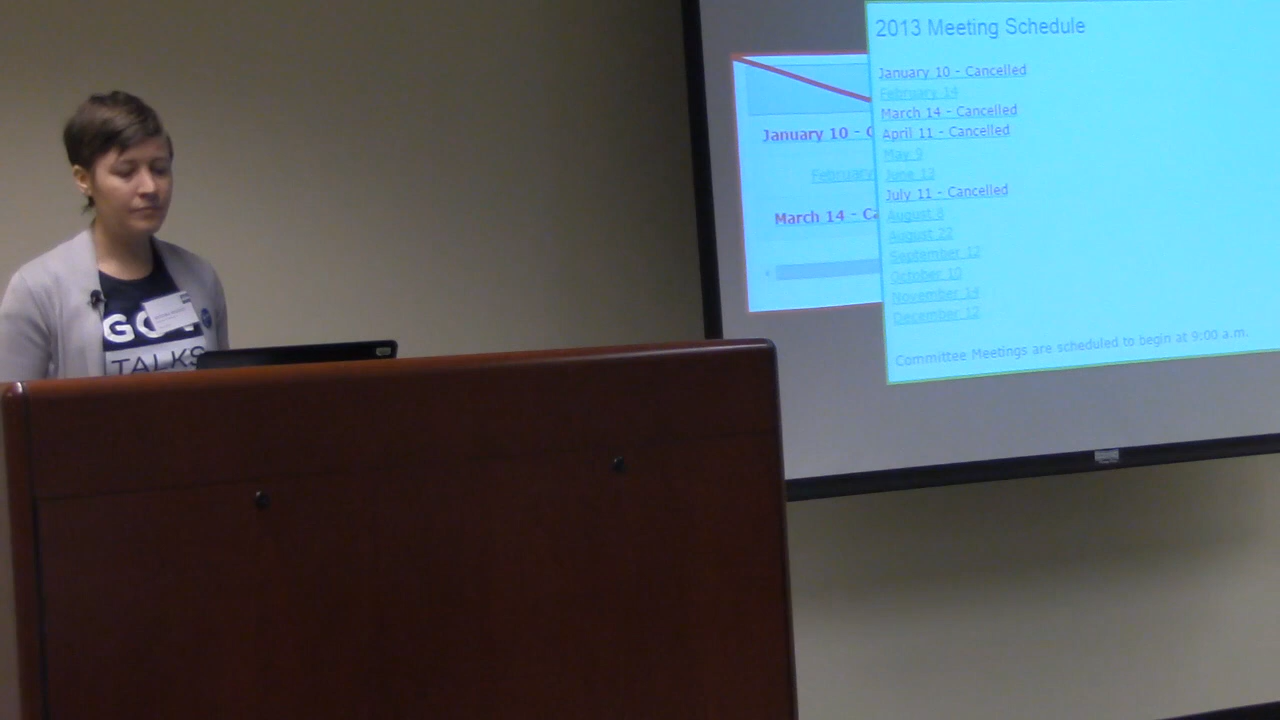 2013 Meeting Schedule
January 10 - Cancelled
February 14
March 14 - Cancelled
April 11 - Cancelled
May 9
June 13
July 11 - Cancelled
August 8
August 22
September 12
October 10
November 14
December 12
Committee Meetings are scheduled to begin at 9:00 a.m.
January 10 - C
February
March 14 - Ca
GOV
TALKS